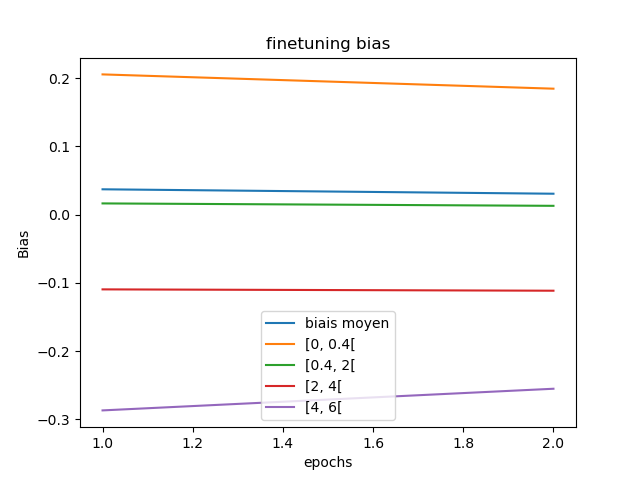 finetuning bias
0.2
0.1
0.0
−0.1
−0.2
−0.3
Bias
biais moyen
[0, 0.4[
[0.4, 2[
[2, 4[
[4, 6[
1.0 1.2 1.4 1.6 1.8 2.0
epochs